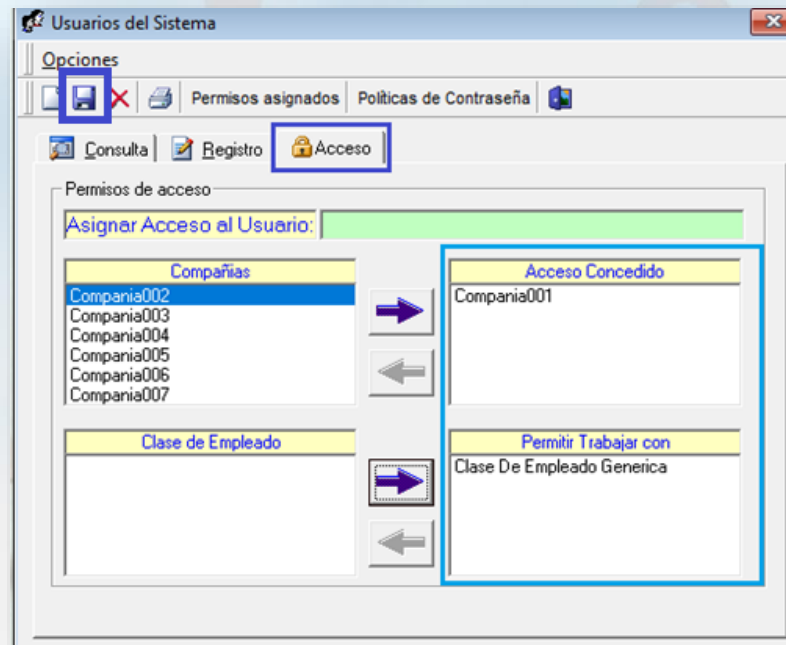 Usuarios del Sistema
Opciones
Permisos asignados Políticas de Contraseña
Consulta Registro Acceso
Permisos de acceso
Asignar Acceso al Usuario:
Compañias
Compania002
Compania003
Compania004
Compania005
Compania006
Compania007
Acceso Concedido
Compania001
Clase de Empleado
Permitir Trabajar con
Clase De Empleado Generica